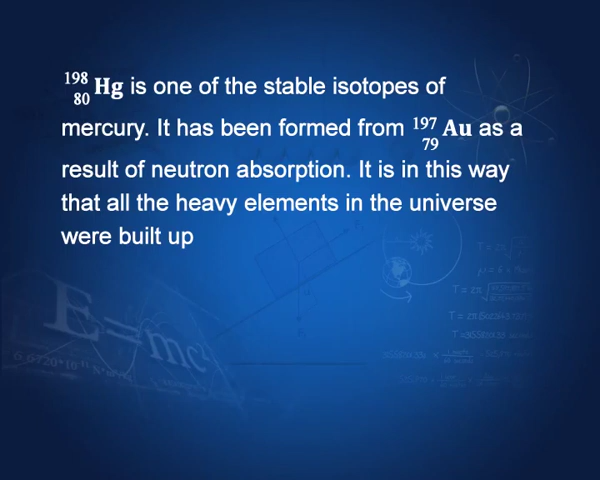 ¹⁹⁸₈₀Hg is one of the stable isotopes of
mercury. It has been formed from ¹⁹⁷₇₉Au as a
result of neutron absorption. It is in this way
that all the heavy elements in the universe
were built up
E=mc²